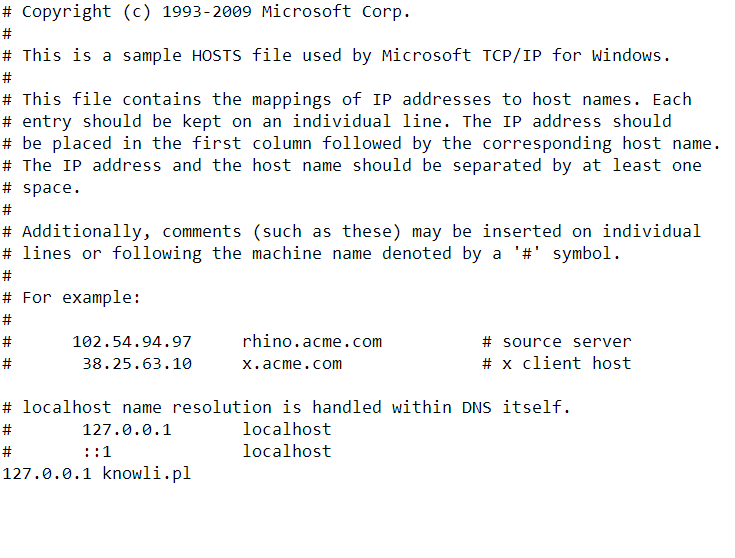 # Copyright (c) 1993-2009 Microsoft Corp.
#
# This is a sample HOSTS file used by Microsoft TCP/IP for Windows.
#
# This file contains the mappings of IP addresses to host names. Each
# entry should be kept on an individual line. The IP address should
# be placed in the first column followed by the corresponding host name.
# The IP address and the host name should be separated by at least one
# space.
#
# Additionally, comments (such as these) may be inserted on individual
# lines or following the machine name denoted by a '#' symbol.
#
# For example:
#
#      102.54.94.97     rhino.acme.com          # source server
#       38.25.63.10     x.acme.com              # x client host

# localhost name resolution is handled within DNS itself.
#       127.0.0.1       localhost
#       ::1             localhost
127.0.0.1 knowli.pl